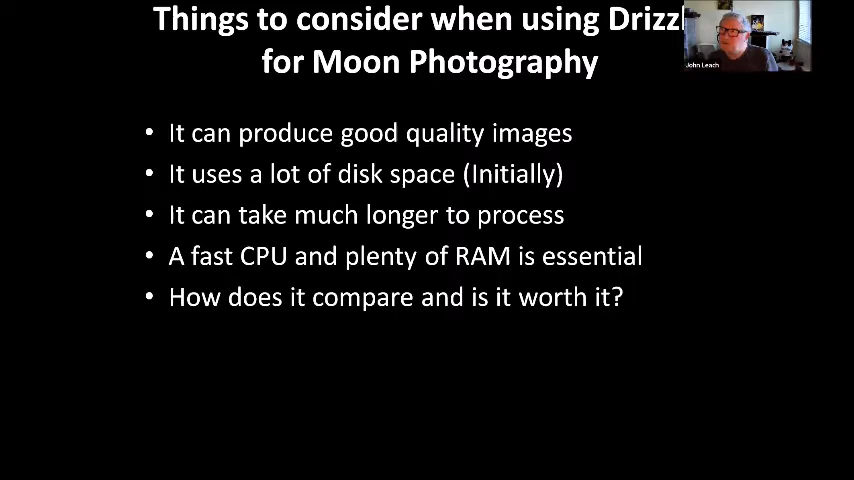 Things to consider when using Drizzl
for Moon Photography
John Leach
• It can produce good quality images
• It uses a lot of disk space (Initially)
• It can take much longer to process
• A fast CPU and plenty of RAM is essential
• How does it compare and is it worth it?